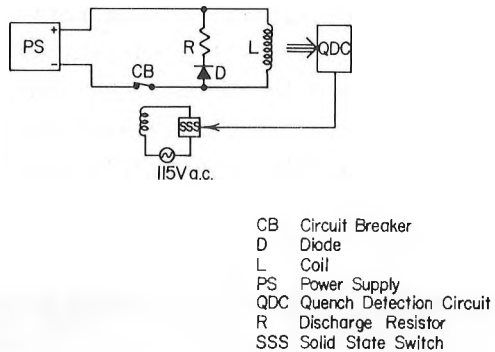 +
PS
−
R
L
QDC
CB
D
SSS
115V a.c.
CB Circuit Breaker
D Diode
L Coil
PS Power Supply
QDC Quench Detection Circuit
R Discharge Resistor
SSS Solid State Switch